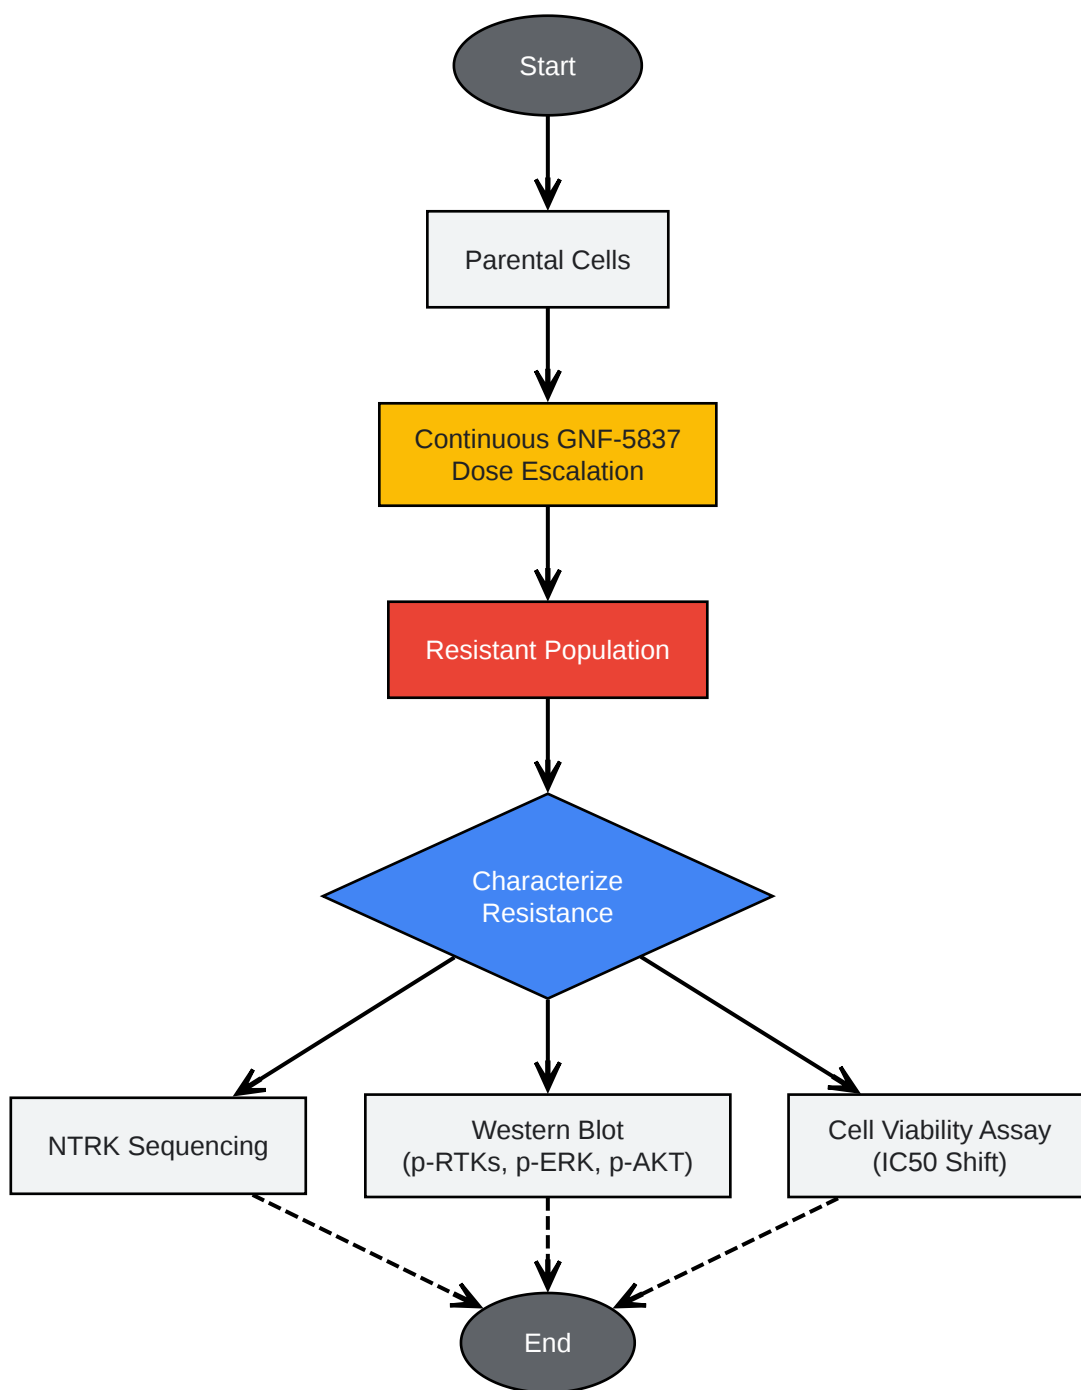 Start
Parental Cells
Continuous GNF-5837
Dose Escalation
Resistant Population
Characterize
Resistance
NTRK Sequencing
Western Blot
(p-RTKs, p-ERK, p-AKT)
Cell Viability Assay
(IC50 Shift)
End